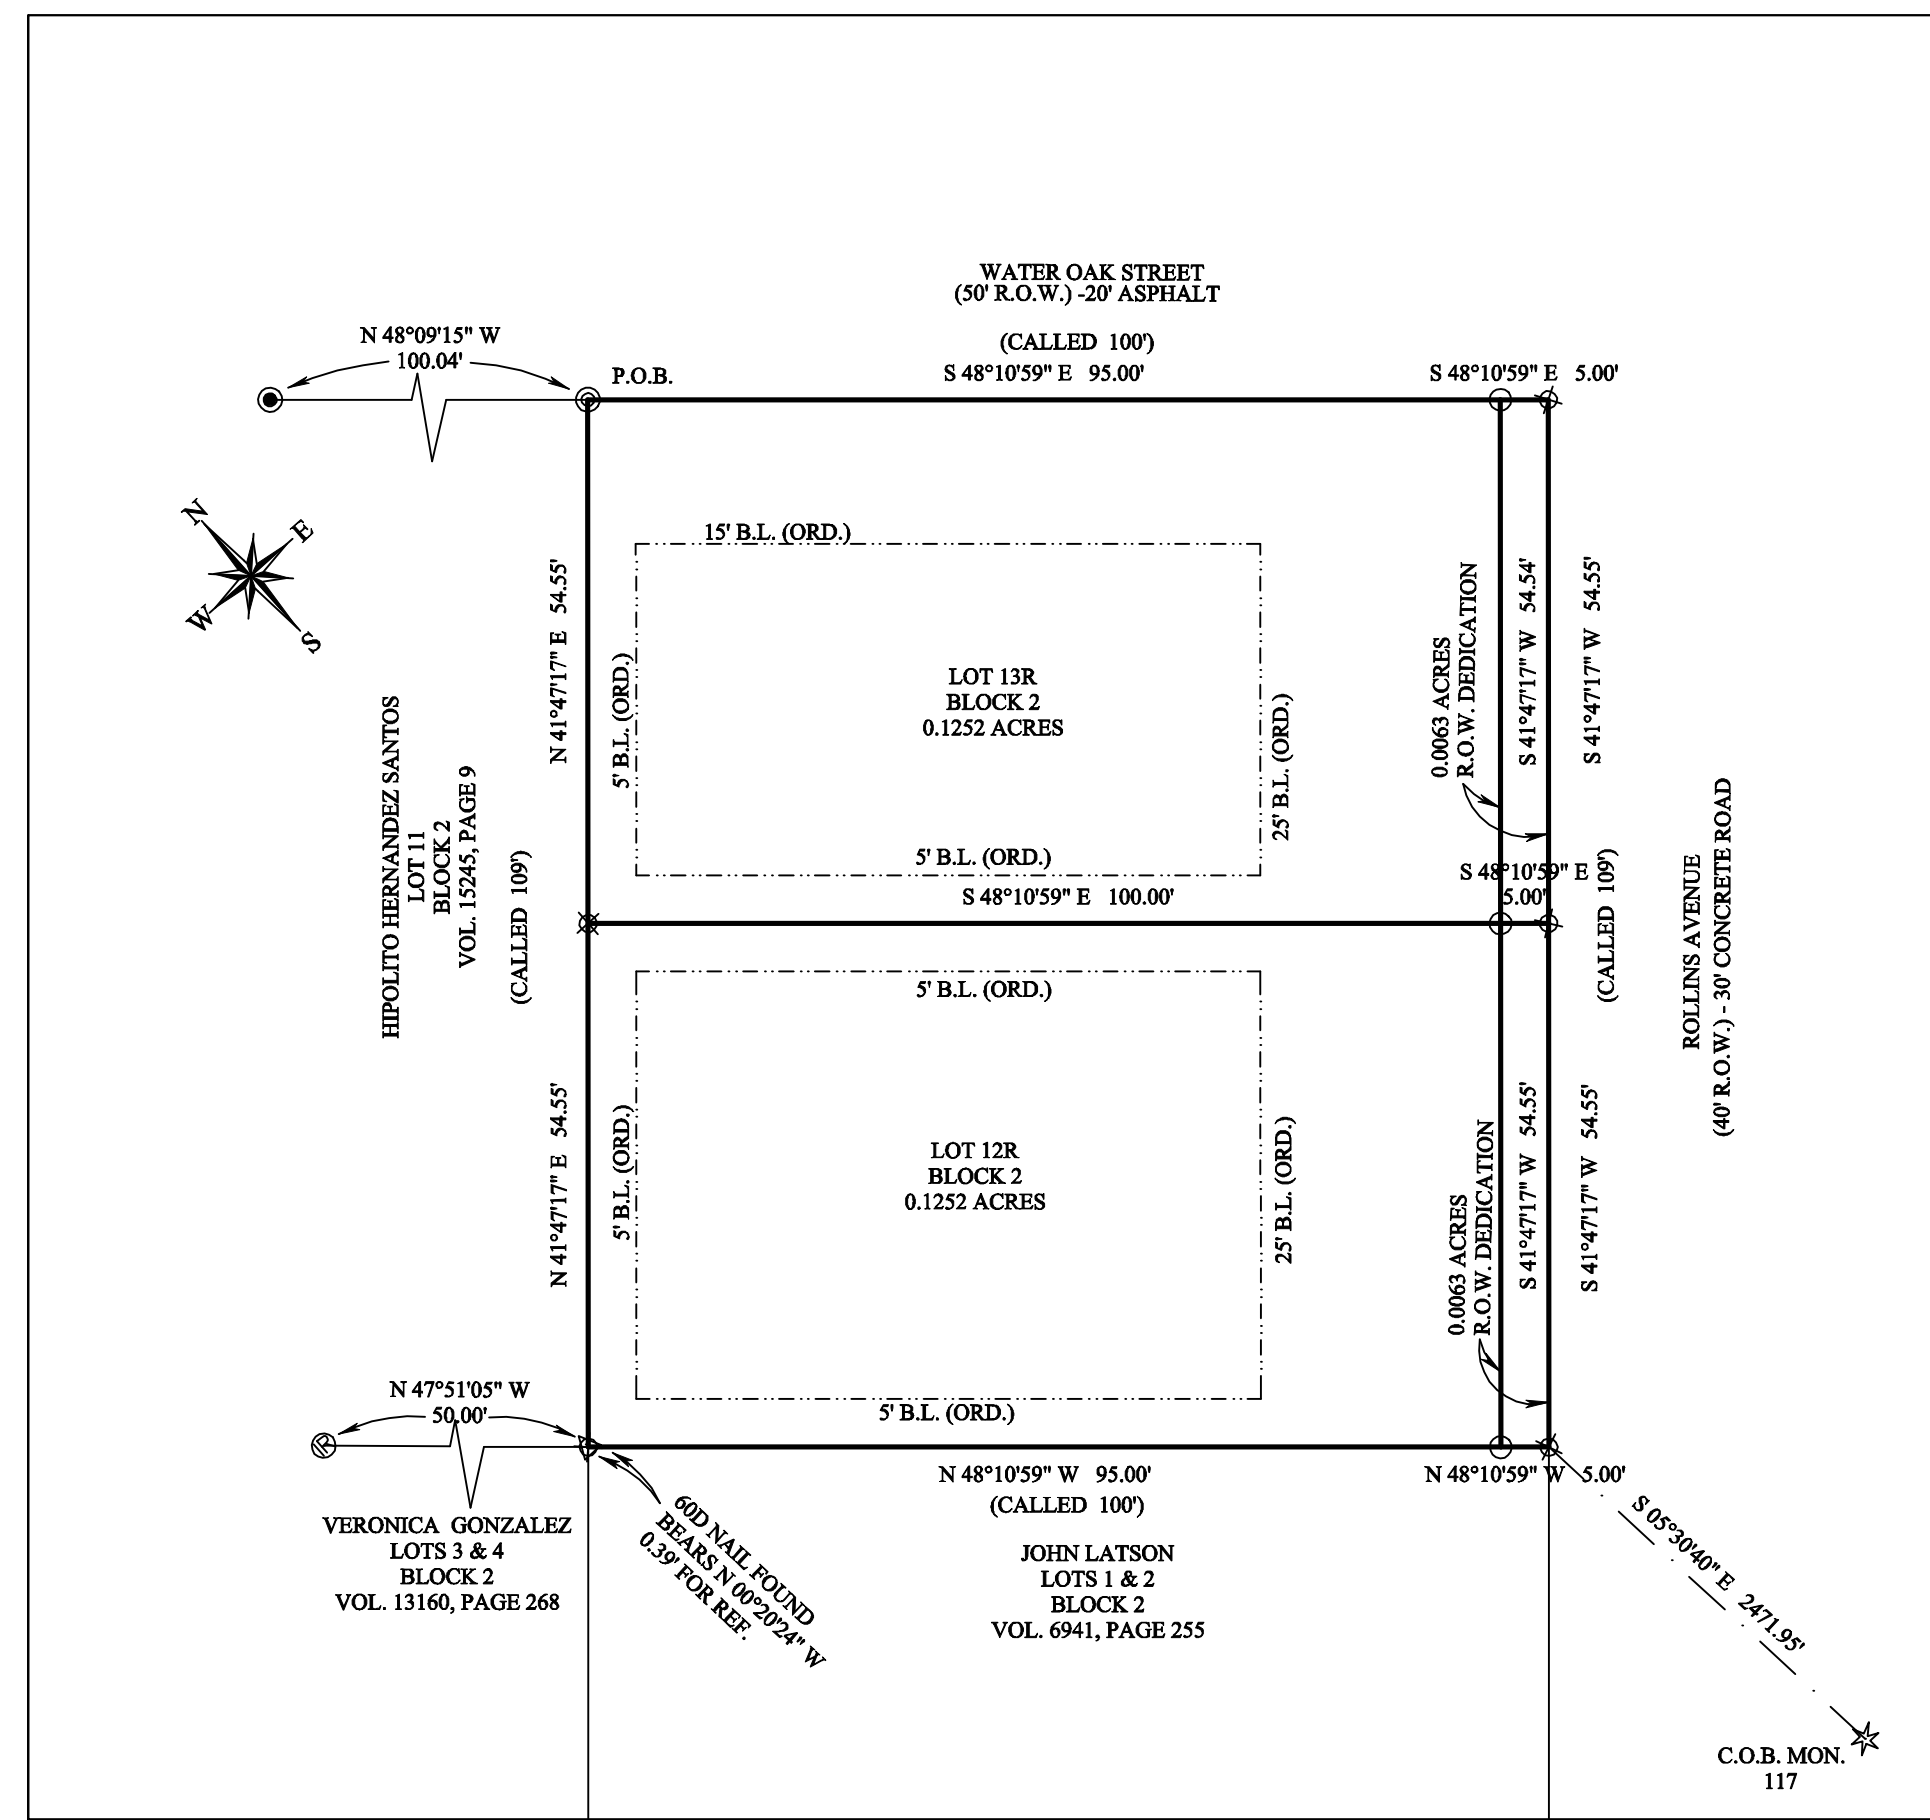 WATER OAK STREET
(50' R.O.W.) -20' ASPHALT
(CALLED 100')
S 48°10'59" E 95.00'
S 48°10'59" E 5.00'
N 48°09'15" W
100.04'
P.O.B.
N
E
W
S
15' B.L. (ORD.)
N 41°47'17" E 54.55'
5' B.L. (ORD.)
LOT 13R
BLOCK 2
0.1252 ACRES
25' B.L. (ORD.)
0.0063 ACRES
R.O.W. DEDICATION
S 41°47'17" W 54.54'
S 41°47'17" W 54.55'
HIPOLITO HERNANDEZ SANTOS
LOT 11
BLOCK 2
VOL. 15245, PAGE 9
(CALLED 109')
5' B.L. (ORD.)
S 48°10'59" E 100.00'
S 48°10'59" E
5.00'
(CALLED 109')
ROLLINS AVENUE
(40' R.O.W.) - 30' CONCRETE ROAD
5' B.L. (ORD.)
N 41°47'17" E 54.55'
5' B.L. (ORD.)
LOT 12R
BLOCK 2
0.1252 ACRES
25' B.L. (ORD.)
0.0063 ACRES
R.O.W. DEDICATION
S 41°47'17" W 54.55'
S 41°47'17" W 54.55'
5' B.L. (ORD.)
N 47°51'05" W
50.00'
IP
N 48°10'59" W 95.00'
(CALLED 100')
N 48°10'59" W 5.00'
VERONICA GONZALEZ
LOTS 3 & 4
BLOCK 2
VOL. 13160, PAGE 268
60D NAIL FOUND
BEARS N 00°20'24" W
0.39' FOR REF.
JOHN LATSON
LOTS 1 & 2
BLOCK 2
VOL. 6941, PAGE 255
S 05°30'40" E 2471.95'
C.O.B. MON.
117